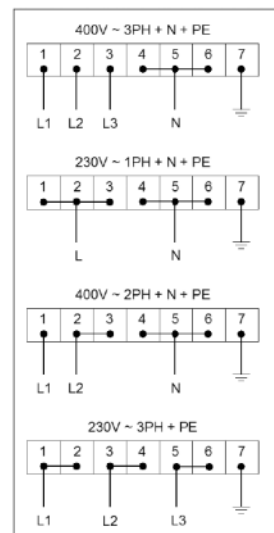 400V ~ 3PH + N + PE
1 2 3 4 5 6 7
L1 L2 L3 N
230V ~ 1PH + N + PE
1 2 3 4 5 6 7
L N
400V ~ 2PH + N + PE
1 2 3 4 5 6 7
L1 L2 N
230V ~ 3PH + PE
1 2 3 4 5 6 7
L1 L2 L3